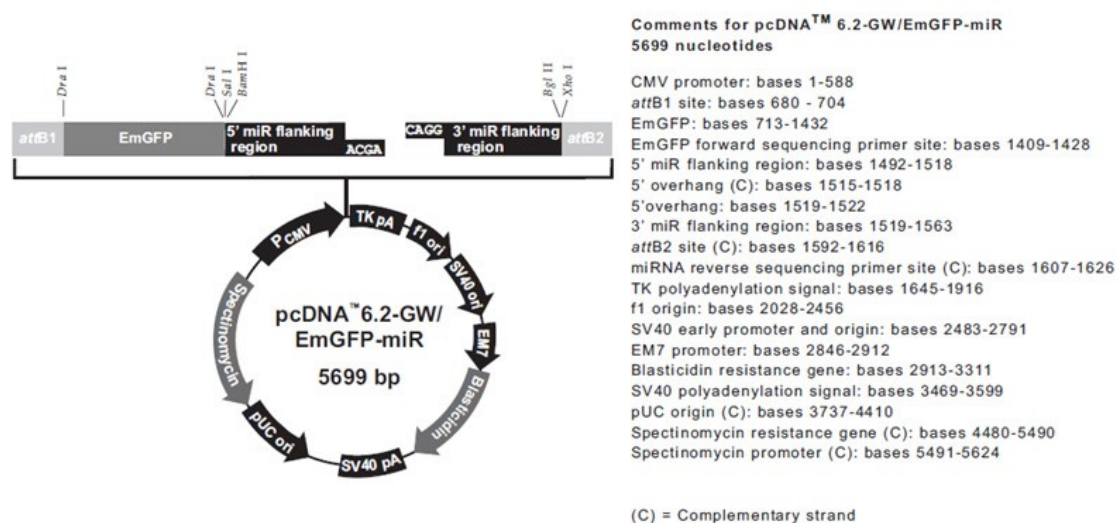 Dra I
Dra I
Sal I
BamH I
Bgl II
Xho I
attB1
EmGFP
5' miR flanking
region
ACGA
CAGG
3' miR flanking
region
attB2
PCMV
TK pA
f1 ori
SV40 ori
EM7
Blasticidin
SV40 pA
pUC ori
Spectinomycin
pcDNA™6.2-GW/
EmGFP-miR
5699 bp
Comments for pcDNA™ 6.2-GW/EmGFP-miR
5699 nucleotides
CMV promoter: bases 1-588
attB1 site: bases 680 - 704
EmGFP: bases 713-1432
EmGFP forward sequencing primer site: bases 1409-1428
5' miR flanking region: bases 1492-1518
5' overhang (C): bases 1515-1518
5'overhang: bases 1519-1522
3' miR flanking region: bases 1519-1563
attB2 site (C): bases 1592-1616
miRNA reverse sequencing primer site (C): bases 1607-1626
TK polyadenylation signal: bases 1645-1916
f1 origin: bases 2028-2456
SV40 early promoter and origin: bases 2483-2791
EM7 promoter: bases 2846-2912
Blasticidin resistance gene: bases 2913-3311
SV40 polyadenylation signal: bases 3469-3599
pUC origin (C): bases 3737-4410
Spectinomycin resistance gene (C): bases 4480-5490
Spectinomycin promoter (C): bases 5491-5624
(C) = Complementary strand